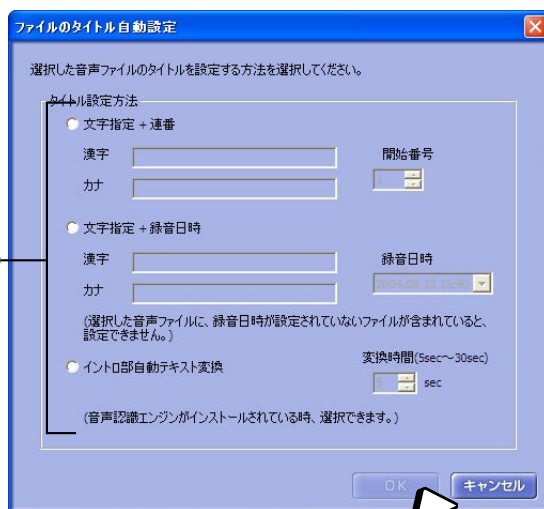 ファイルのタイトル自動設定
選択した音声ファイルのタイトルを設定する方法を選択してください。
タイトル設定方法
文字指定 + 連番
漢字
開始番号
カナ
1
文字指定 + 録音日時
漢字
録音日時
カナ
2004.08.12 15:40
(選択した音声ファイルに、録音日時が設定されていないファイルが含まれていると、
設定できません。)
イントロ部自動テキスト変換
変換時間(5sec～30sec)
5 sec
(音声認識エンジンがインストールされている時、選択できます。)
OK キャンセル